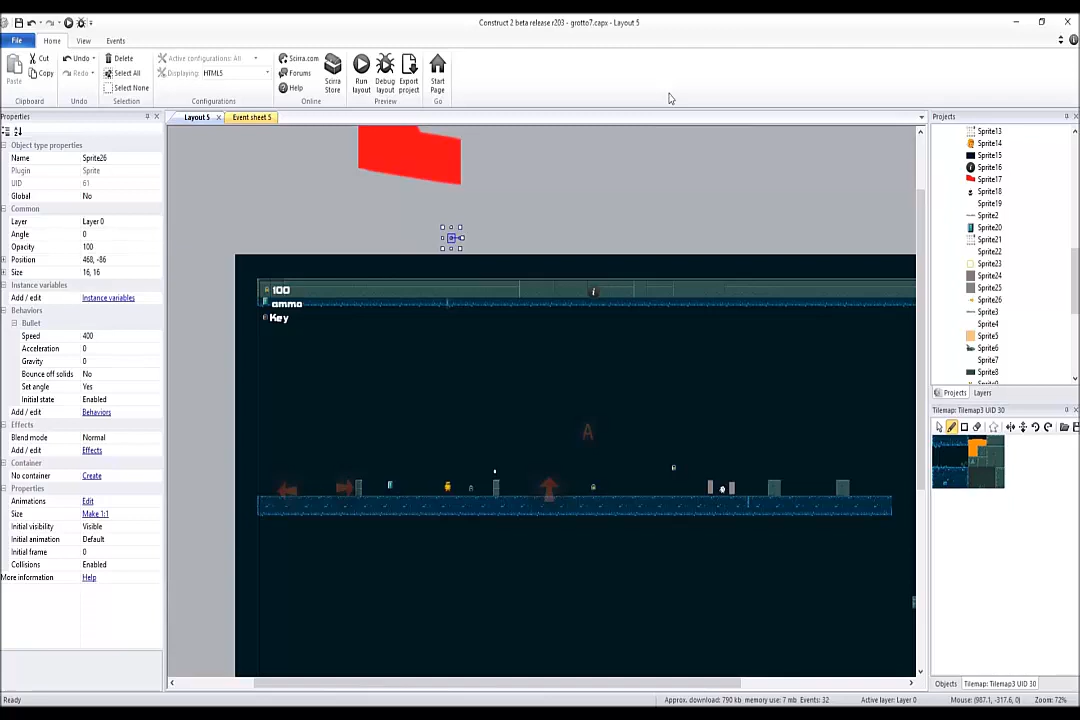 Construct 2 beta release r203 - grotto7.capx - Layout 5
File Home View Events
Paste Cut Copy Clipboard
Undo Redo Undo
Delete Select All Select None Selection
Active configurations: All
Displaying: HTML5
Configurations
Scirra.com Forums Help Scirra Store Online
Run layout Debug layout Export project Preview
Start Page Go
Properties
Layout 5 Event sheet 5
Projects
Object type properties
Name Sprite26
Plugin Sprite
UID 61
Global No
Common
Layer Layer 0
Angle 0
Opacity 100
Position 468, -86
Size 16, 16
Instance variables
Add / edit Instance variables
Behaviors
Bullet
Speed 400
Acceleration 0
Gravity 0
Bounce off solids No
Set angle Yes
Initial state Enabled
Add / edit Behaviors
Effects
Blend mode Normal
Add / edit Effects
Container
No container Create
Properties
Animations Edit
Size Make 1:1
Initial visibility Visible
Initial animation Default
Initial frame 0
Collisions Enabled
More information Help
100
ammo
Key
i
A
Sprite13
Sprite14
Sprite15
Sprite16
Sprite17
Sprite18
Sprite19
Sprite2
Sprite20
Sprite21
Sprite22
Sprite23
Sprite24
Sprite25
Sprite26
Sprite3
Sprite4
Sprite5
Sprite6
Sprite7
Sprite8
Projects Layers
Tilemap: Tilemap3 UID 30
Objects Tilemap: Tilemap3 UID 30
Ready
Approx. download: 790 kb memory use: 7 mb Events: 32
Active layer: Layer 0
Mouse: (987.1, -317.6, 0)
Zoom: 72%